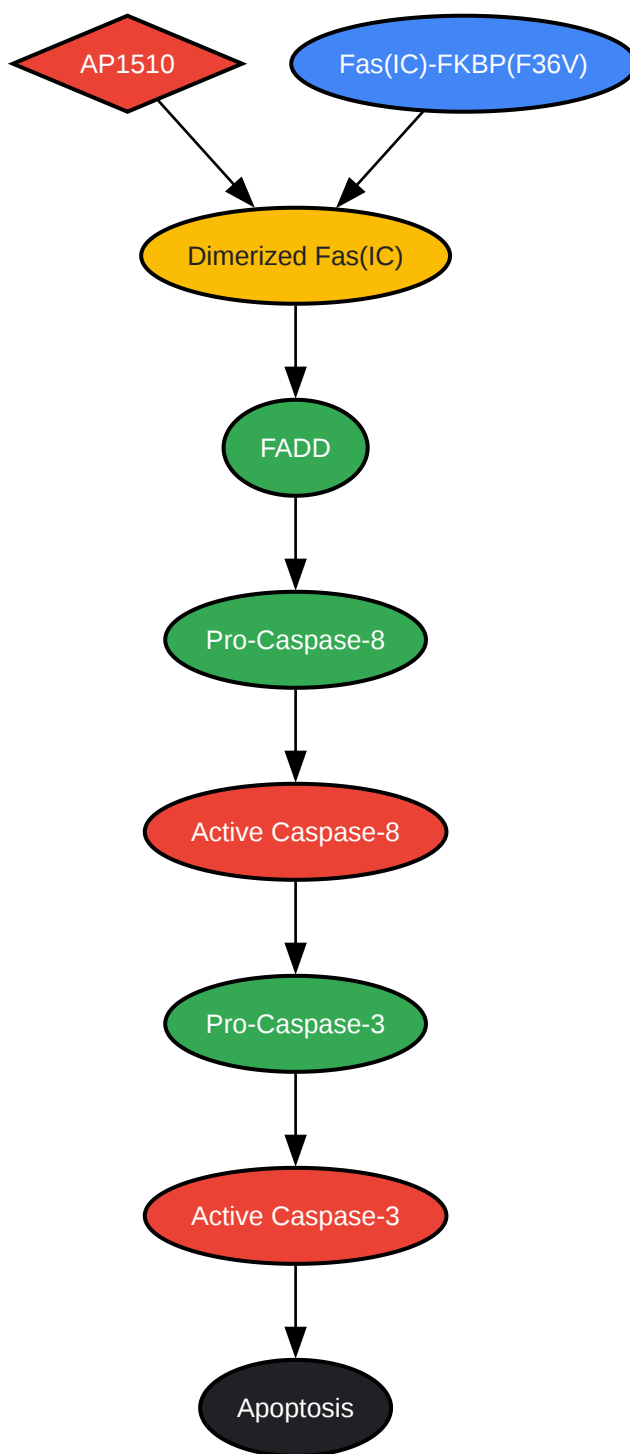 AP1510
Fas(IC)-FKBP(F36V)
Dimerized Fas(IC)
FADD
Pro-Caspase-8
Active Caspase-8
Pro-Caspase-3
Active Caspase-3
Apoptosis